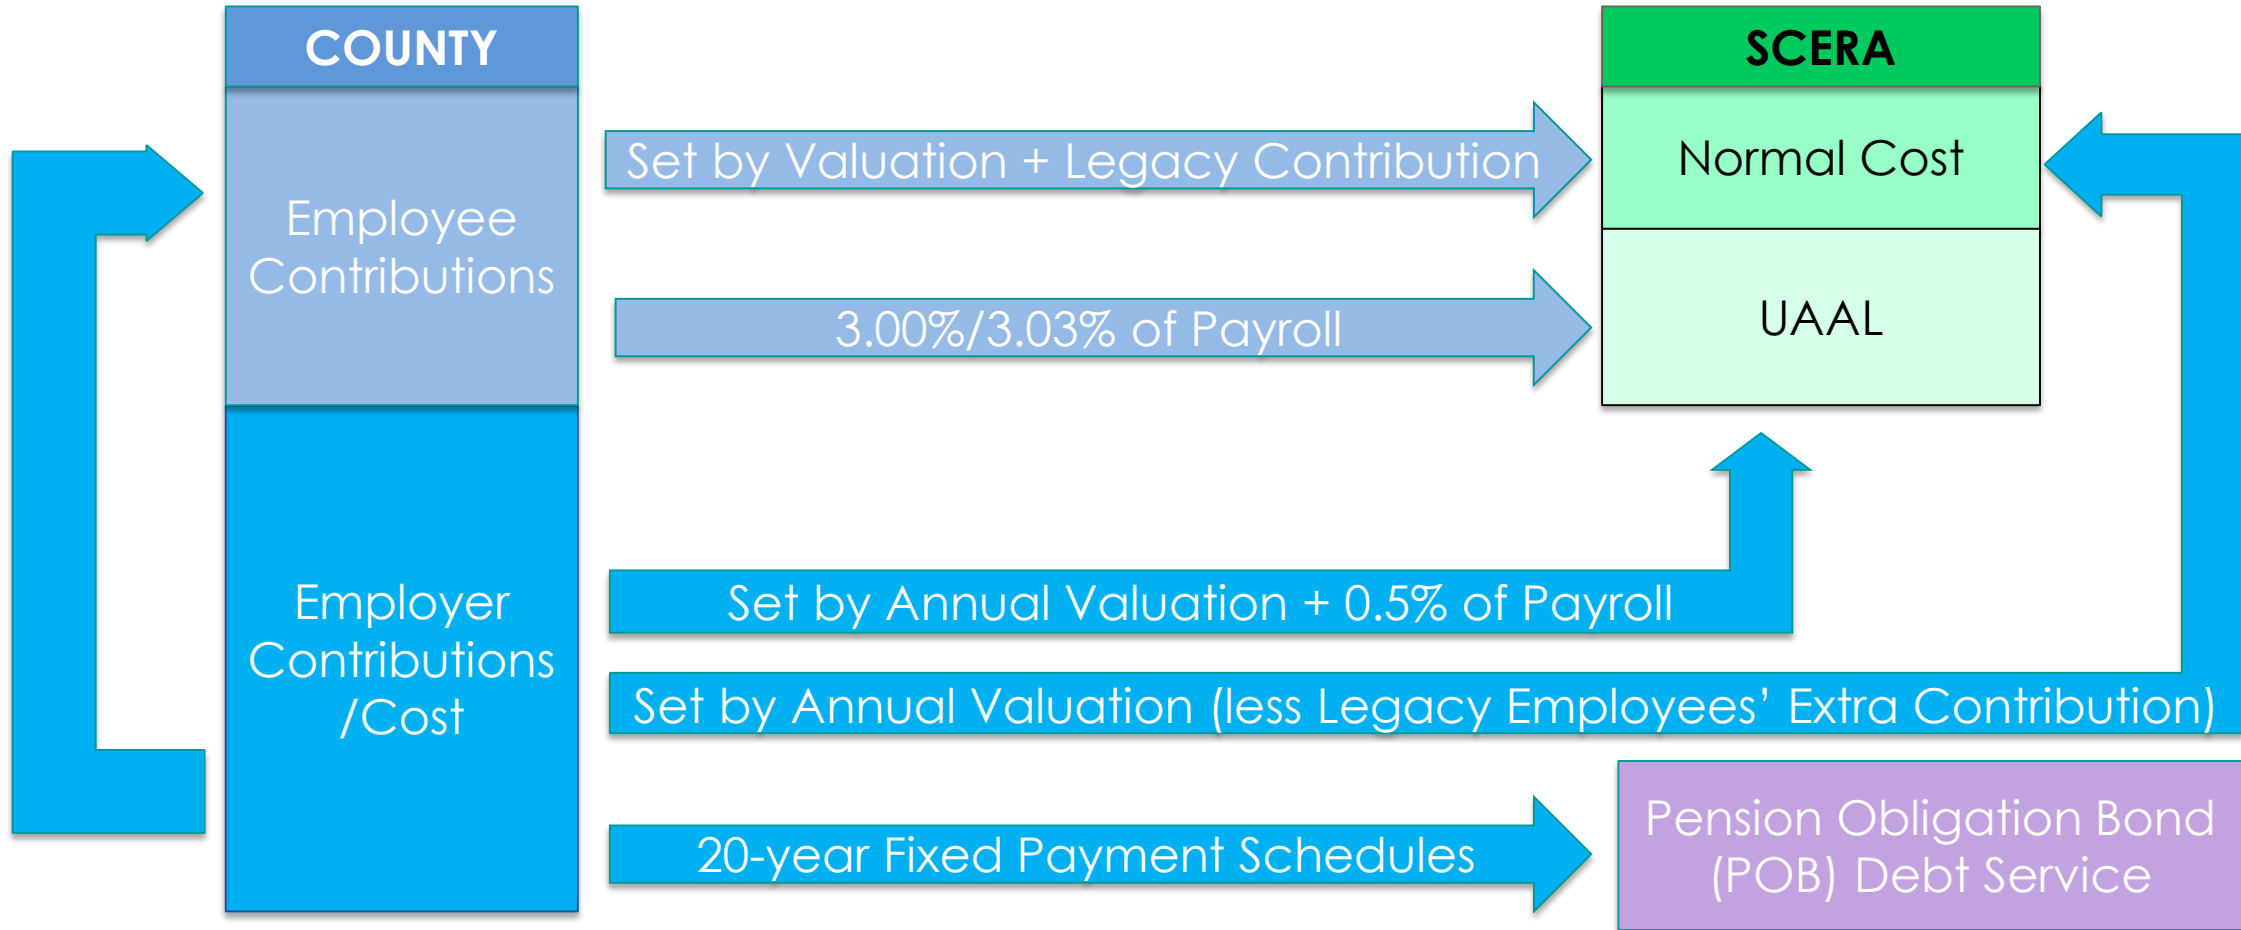 COUNTY
SCERA
Employee
Contributions
Set by Valuation + Legacy Contribution
Normal Cost
3.00%/3.03% of Payroll
UAAL
Employer
Contributions
/Cost
Set by Annual Valuation + 0.5% of Payroll
Set by Annual Valuation (less Legacy Employees’ Extra Contribution)
20-year Fixed Payment Schedules
Pension Obligation Bond
(POB) Debt Service